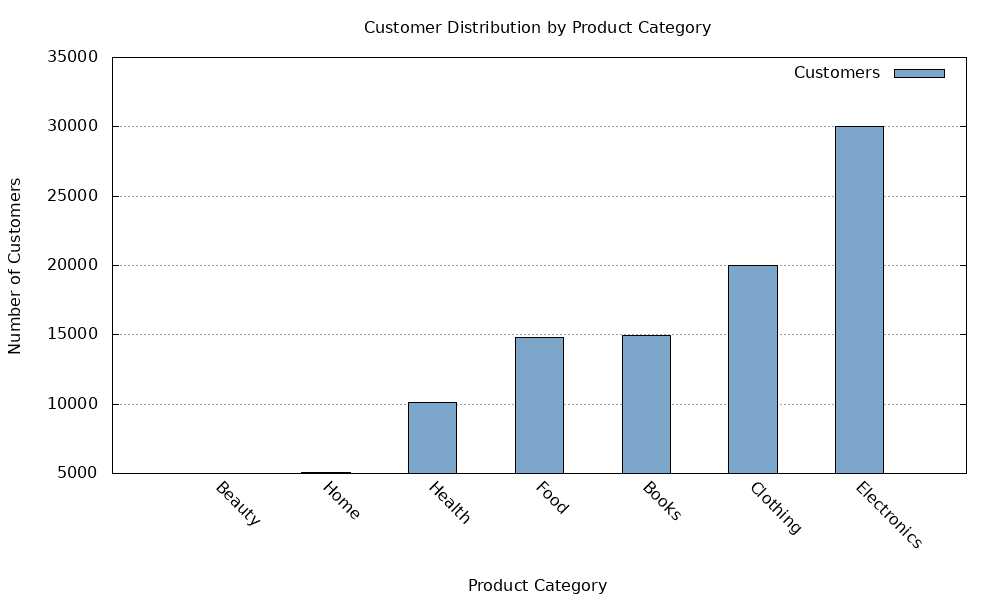 Customer Distribution by Product Category
35000
Customers
30000
25000
20000
15000
10000
5000
Number of Customers
Beauty
Home
Health
Food
Books
Clothing
Electronics
Product Category